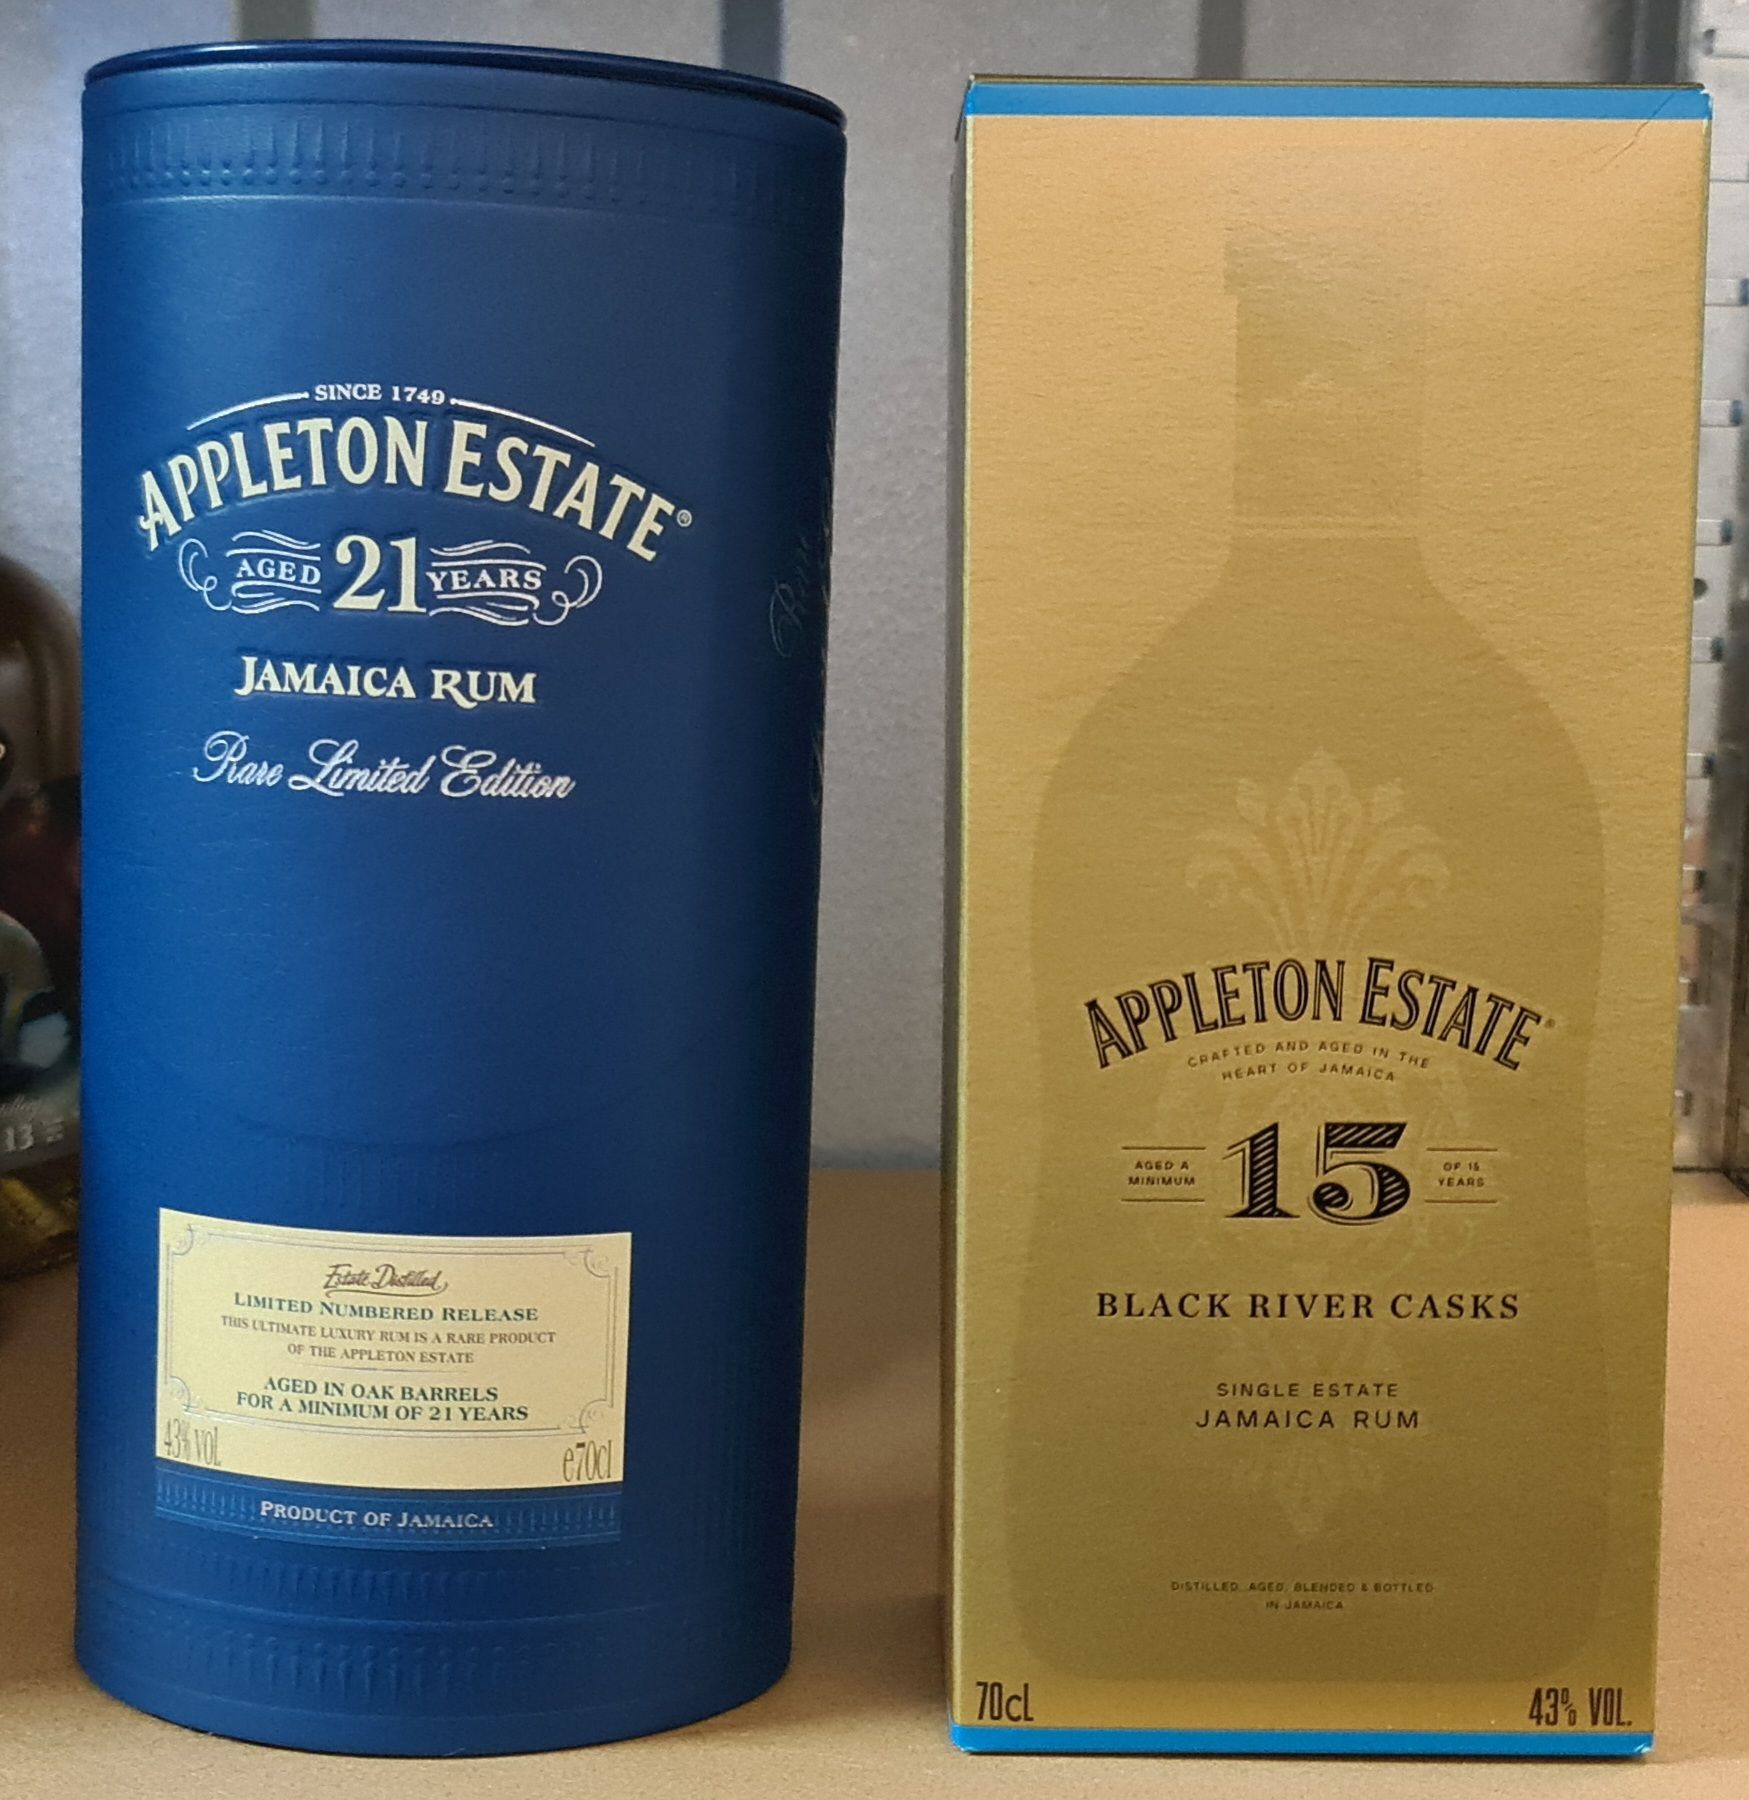 SINCE 1749
APPLETON ESTATE®
AGED 21 YEARS
JAMAICA RUM
Rare Limited Edition
Rare
Estate Distilled
LIMITED NUMBERED RELEASE
THIS ULTIMATE LUXURY RUM IS A RARE PRODUCT
OF THE APPLETON ESTATE
AGED IN OAK BARRELS
FOR A MINIMUM OF 21 YEARS
43% VOL
e70cl
PRODUCT OF JAMAICA
APPLETON ESTATE®
CRAFTED AND AGED IN THE
HEART OF JAMAICA
AGED A
MINIMUM
15
OF 15
YEARS
BLACK RIVER CASKS
SINGLE ESTATE
JAMAICA RUM
DISTILLED, AGED, BLENDED & BOTTLED
IN JAMAICA
70cL
43% VOL.
13